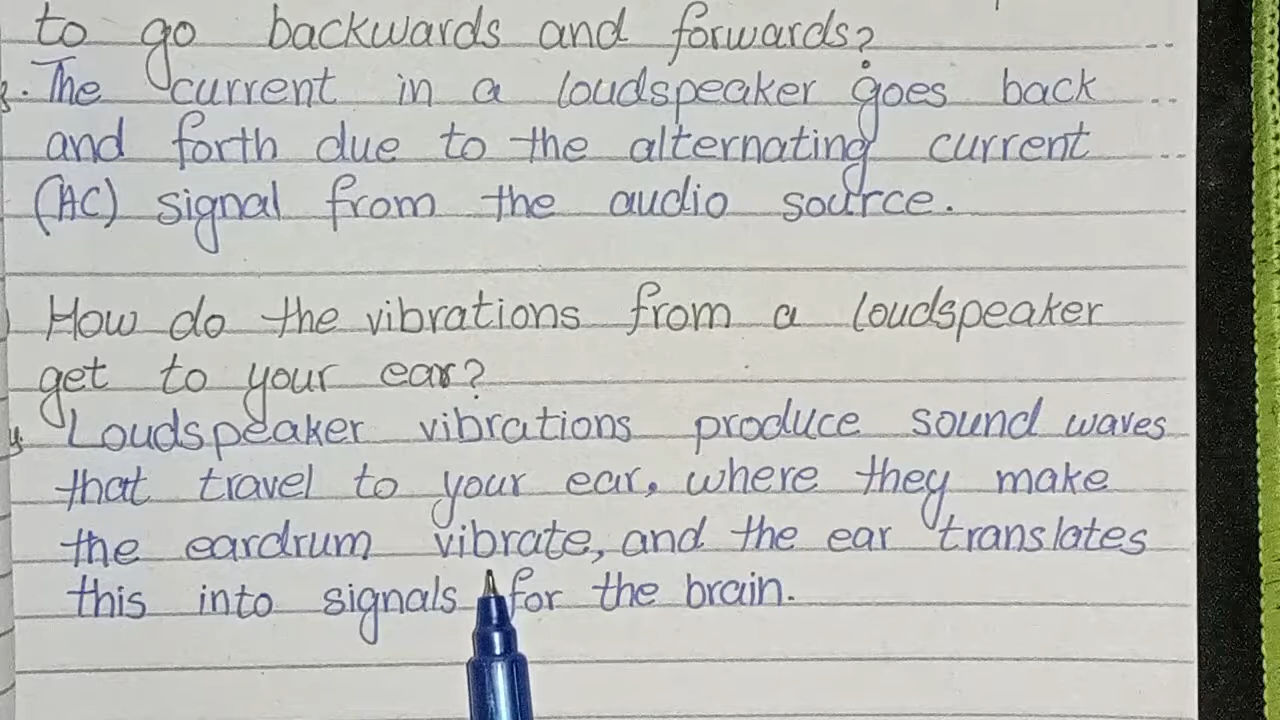 to go backwards and forwards?
The current in a loudspeaker goes back
and forth due to the alternating current
(AC) signal from the audio source.
How do the vibrations from a loudspeaker
get to your ear?
Loudspeaker vibrations produce sound waves
that travel to your ear, where they make
the eardrum vibrate, and the ear translates
this into signals for the brain.